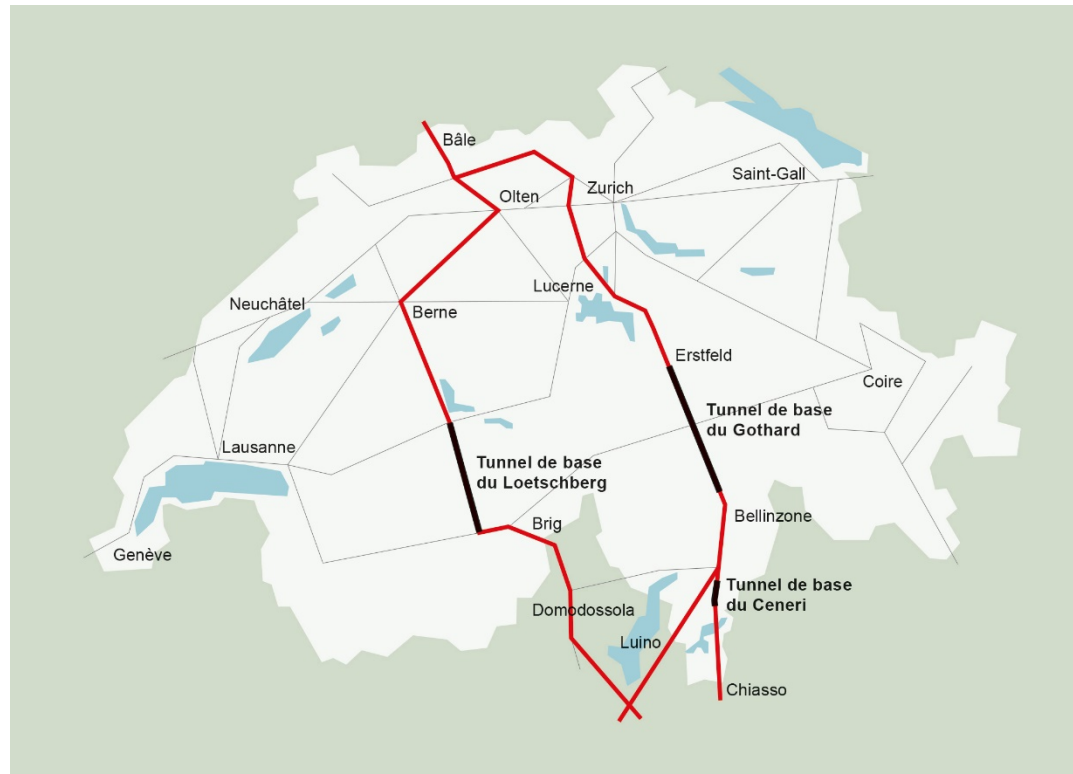 Bâle
Olten
Zurich
Saint-Gall
Neuchâtel
Berne
Lucerne
Erstfeld
Coire
Tunnel de base
du Gothard
Lausanne
Tunnel de base
du Loetschberg
Brig
Bellinzone
Genève
Domodossola
Tunnel de base
du Ceneri
Luino
Chiasso